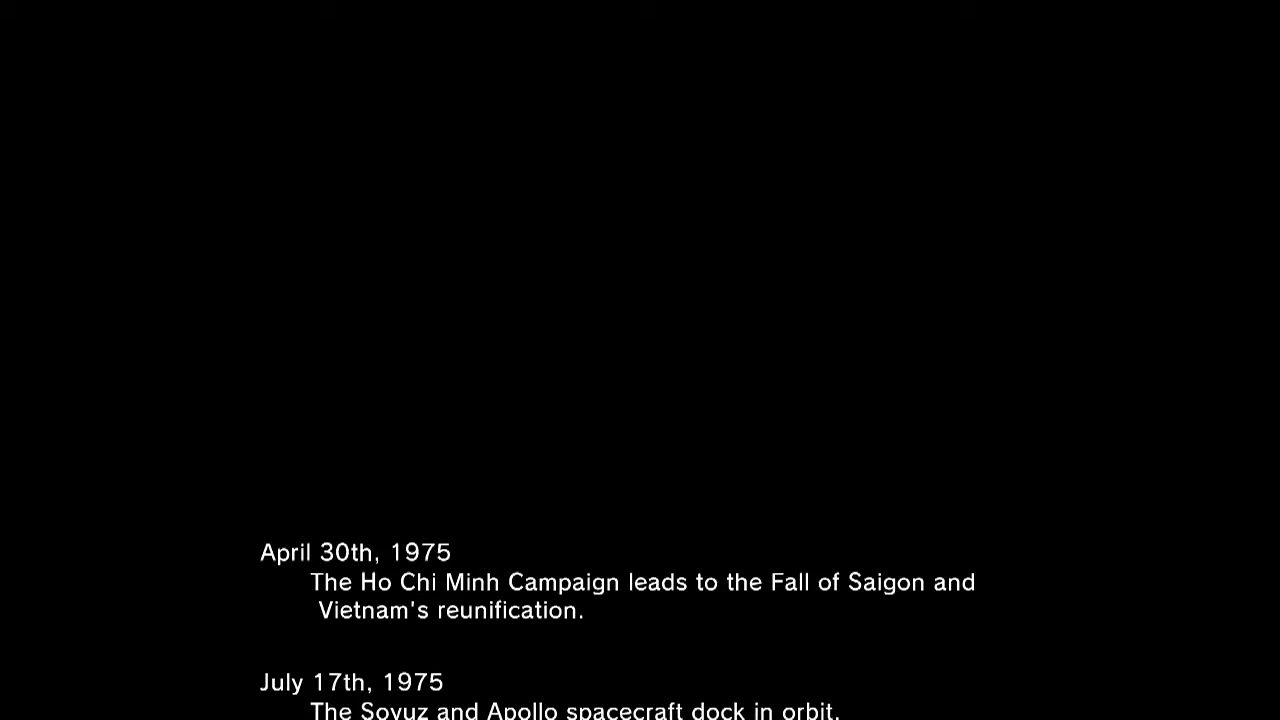 April 30th, 1975
The Ho Chi Minh Campaign leads to the Fall of Saigon and
Vietnam's reunification.
July 17th, 1975
The Soyuz and Apollo spacecraft dock in orbit.